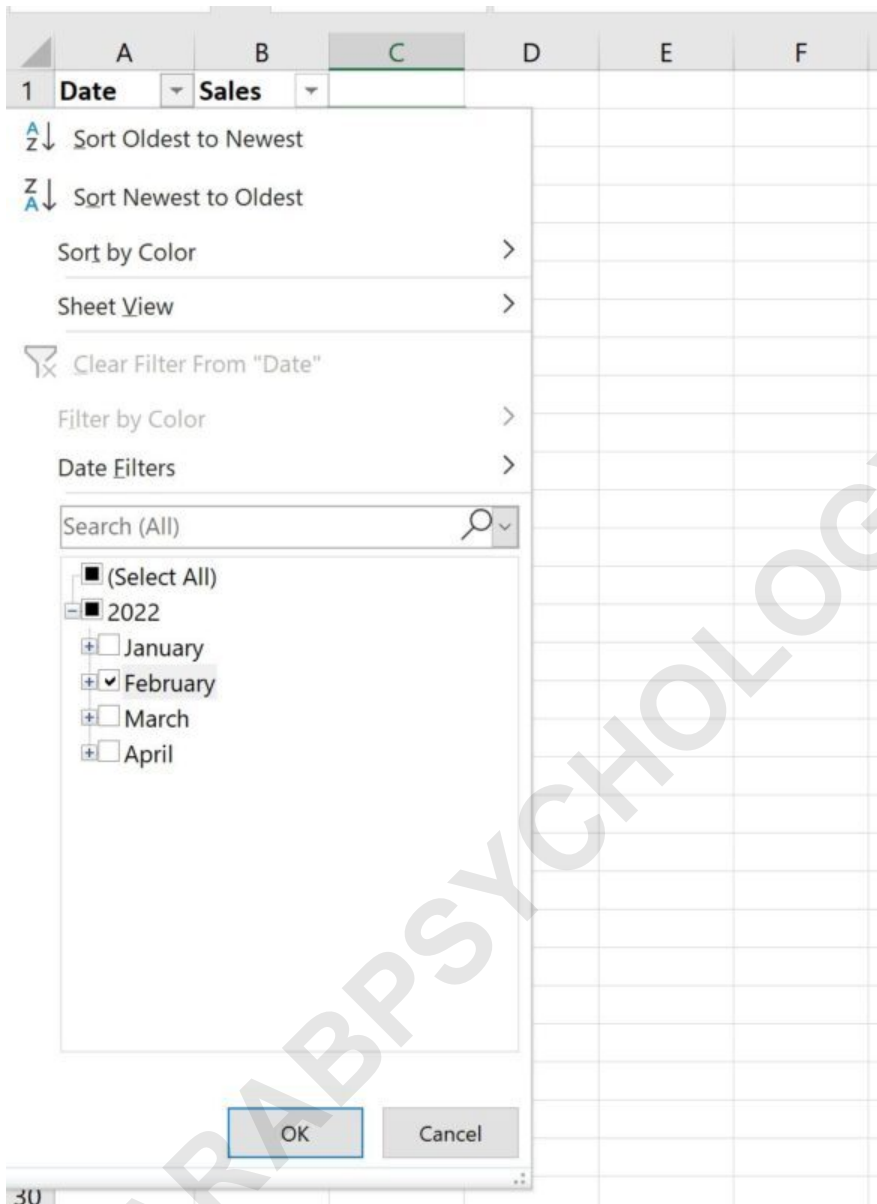 A B C D E F
1 Date Sales
Sort Oldest to Newest
Sort Newest to Oldest
Sort by Color
Sheet View
Clear Filter From "Date"
Filter by Color
Date Filters
Search (All)
(Select All)
2022
January
February
March
April
OK Cancel
30
ARABPSYCHOLOG